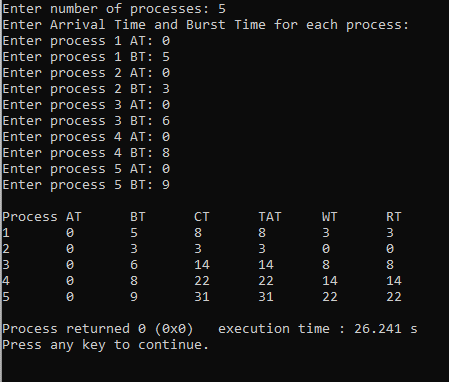 Enter number of processes: 5
Enter Arrival Time and Burst Time for each process:
Enter process 1 AT: 0
Enter process 1 BT: 5
Enter process 2 AT: 0
Enter process 2 BT: 3
Enter process 3 AT: 0
Enter process 3 BT: 6
Enter process 4 AT: 0
Enter process 4 BT: 8
Enter process 5 AT: 0
Enter process 5 BT: 9
Process AT BT CT TAT WT RT
1 0 5 8 8 3 3
2 0 3 3 3 0 0
3 0 6 14 14 8 8
4 0 8 22 22 14 14
5 0 9 31 31 22 22
Process returned 0 (0x0) execution time : 26.241 s
Press any key to continue.